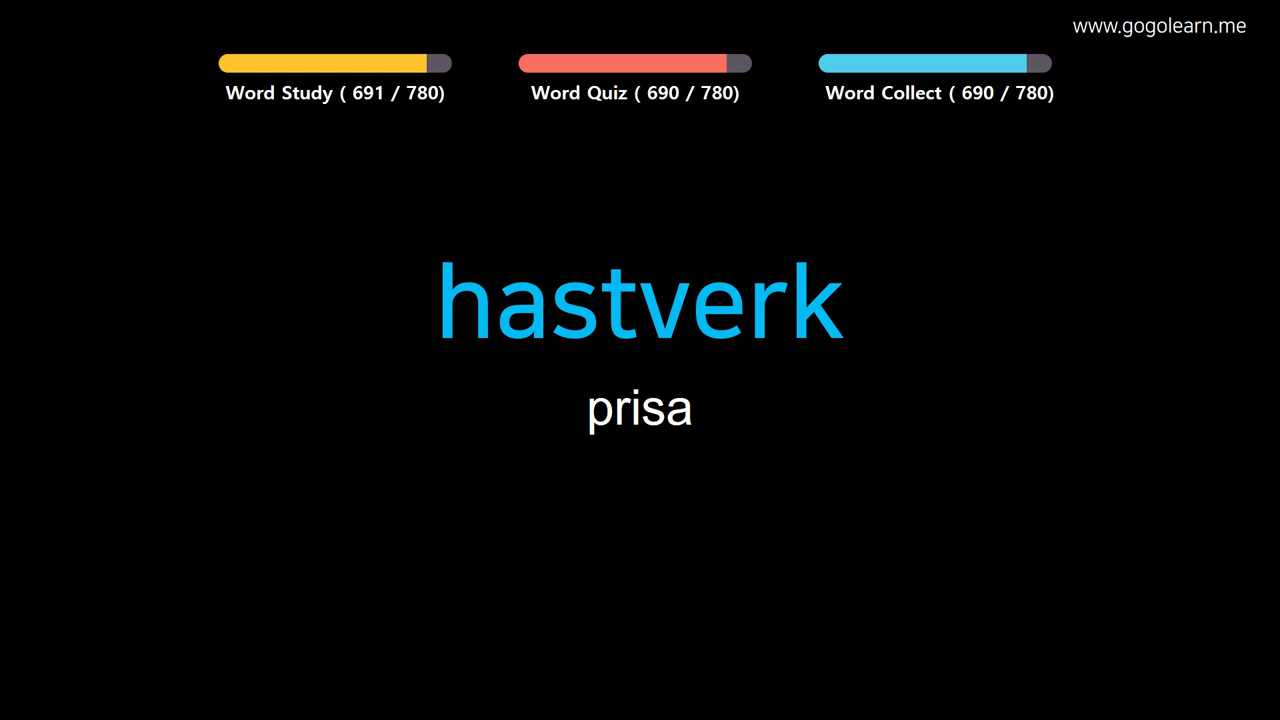 www.gogolearn.me
Word Study ( 691 / 780)
Word Quiz ( 690 / 780)
Word Collect ( 690 / 780)
hastverk
prisa